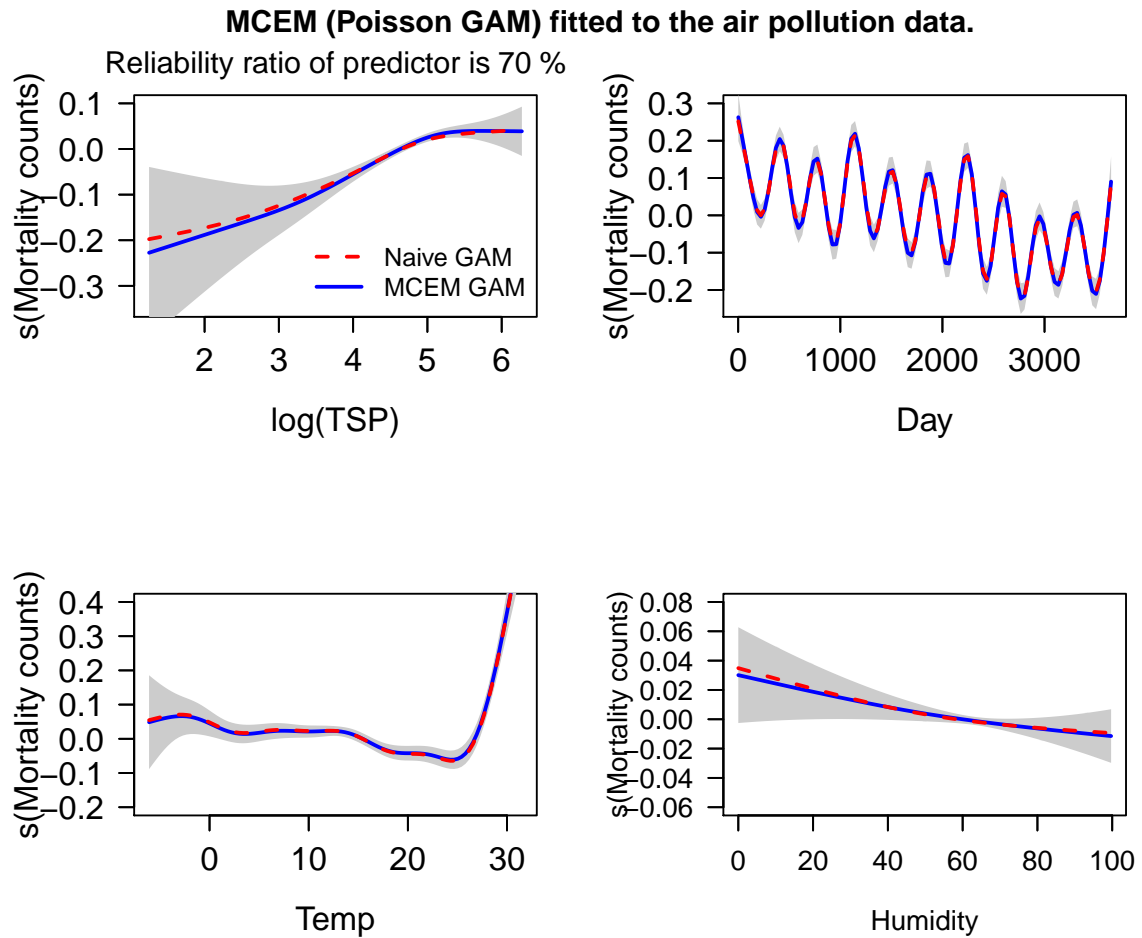 MCEM (Poisson GAM) fitted to the air pollution data.
Reliability ratio of predictor is 70 %
s(Mortality counts)
0.1
0.0
−0.1
−0.2
−0.3
Naive GAM
MCEM GAM
2 3 4 5 6
log(TSP)
s(Mortality counts)
0.3
0.2
0.1
0.0
−0.1
−0.2
0 1000 2000 3000
Day
s(Mortality counts)
0.4
0.3
0.2
0.1
0.0
−0.1
−0.2
0 10 20 30
Temp
s(Mortality counts)
0.08
0.06
0.04
0.02
0.00
−0.02
−0.04
−0.06
0 20 40 60 80 100
Humidity